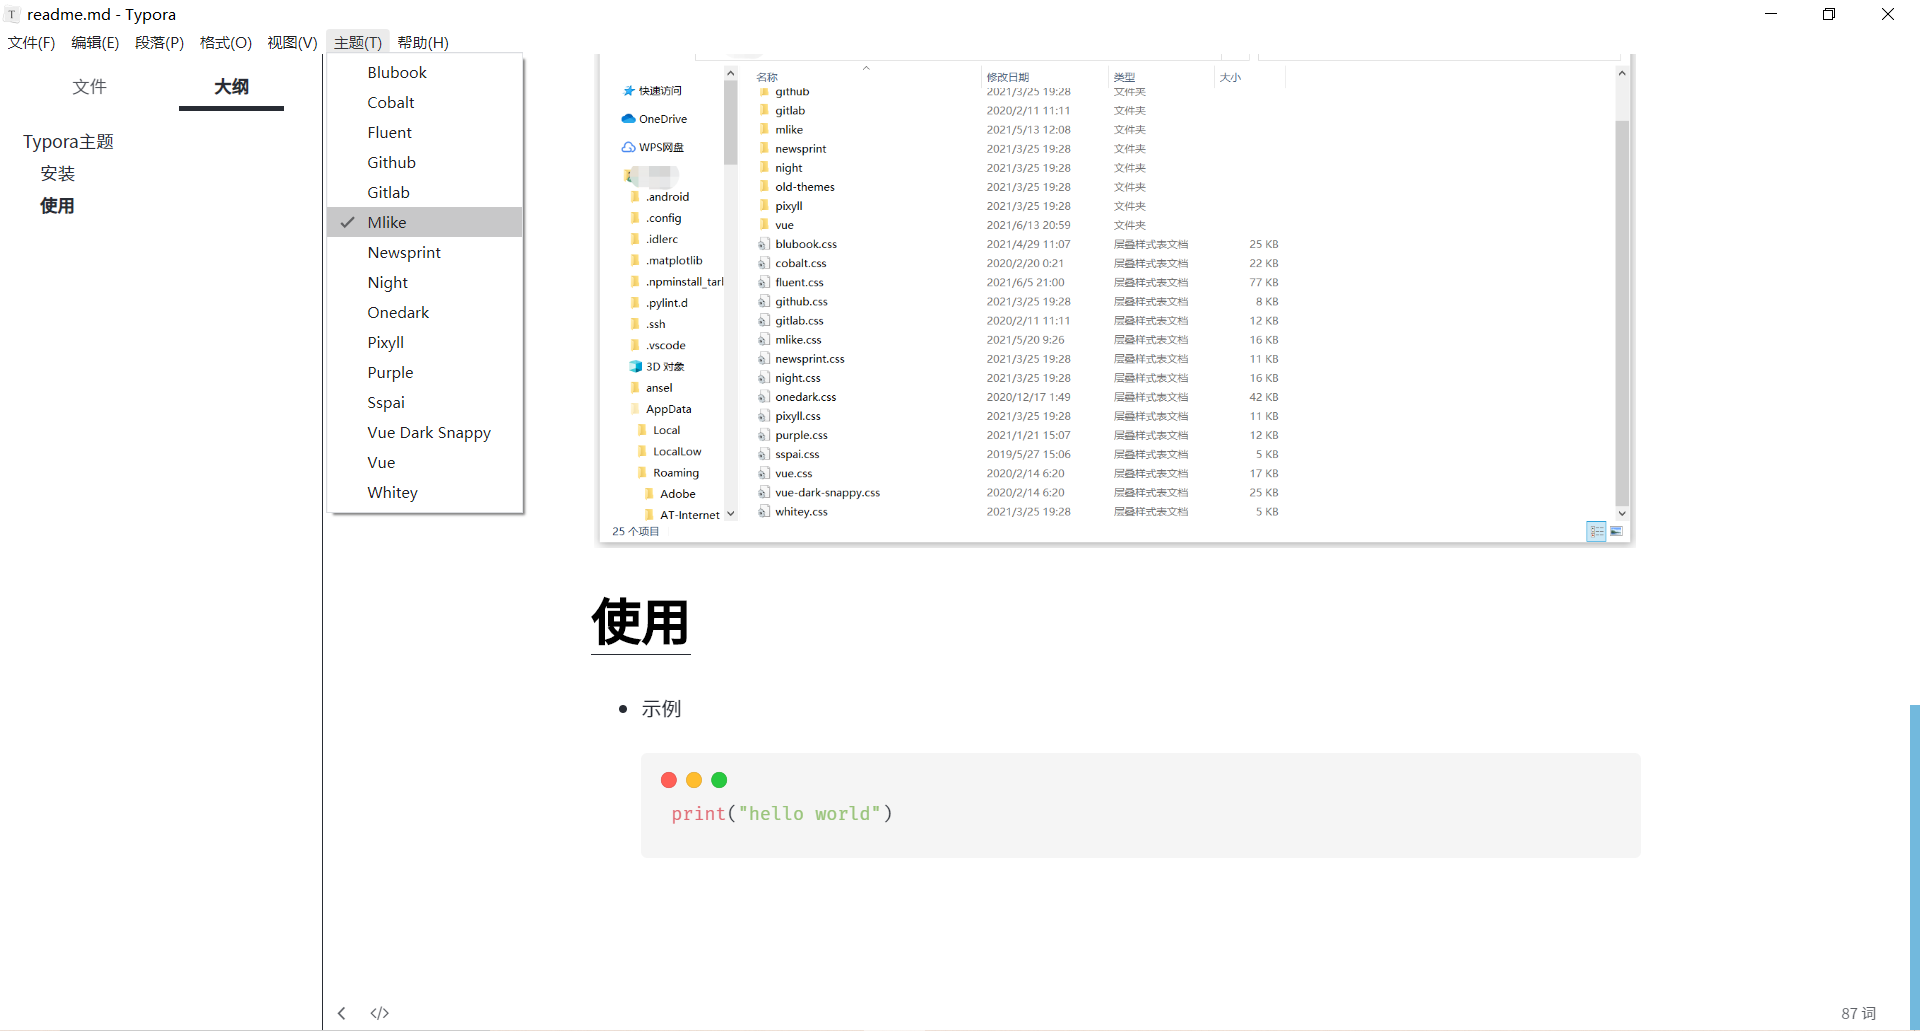 readme.md - Typora
文件(F) 编辑(E) 段落(P) 格式(O) 视图(V) 主题(T) 帮助(H)
文件 大纲
Typora主题
安装
使用
Blubook
Cobalt
Fluent
Github
Gitlab
Mlike
Newsprint
Night
Onedark
Pixyll
Purple
Sspai
Vue Dark Snappy
Vue
Whitey
快速访问
OneDrive
WPS网盘
.android
.config
.idlerc
.matplotlib
.npminstall_tarl
.pylint.d
.ssh
.vscode
3D 对象
ansel
AppData
Local
LocalLow
Roaming
Adobe
AT-Internet
名称 修改日期 类型 大小
github 2021/3/25 19:28 文件夹
gitlab 2020/2/11 11:11 文件夹
mlike 2021/5/13 12:08 文件夹
newsprint 2021/3/25 19:28 文件夹
night 2021/3/25 19:28 文件夹
old-themes 2021/3/25 19:28 文件夹
pixyll 2021/3/25 19:28 文件夹
vue 2021/6/13 20:59 文件夹
blubook.css 2021/4/29 11:07 层叠样式表文档 25 KB
cobalt.css 2020/2/20 0:21 层叠样式表文档 22 KB
fluent.css 2021/6/5 21:00 层叠样式表文档 77 KB
github.css 2021/3/25 19:28 层叠样式表文档 8 KB
gitlab.css 2020/2/11 11:11 层叠样式表文档 12 KB
mlike.css 2021/5/20 9:26 层叠样式表文档 16 KB
newsprint.css 2021/3/25 19:28 层叠样式表文档 11 KB
night.css 2021/3/25 19:28 层叠样式表文档 16 KB
onedark.css 2020/12/17 1:49 层叠样式表文档 42 KB
pixyll.css 2021/3/25 19:28 层叠样式表文档 11 KB
purple.css 2021/1/21 15:07 层叠样式表文档 12 KB
sspai.css 2019/5/27 15:06 层叠样式表文档 5 KB
vue.css 2020/2/14 6:20 层叠样式表文档 17 KB
vue-dark-snappy.css 2020/2/14 6:20 层叠样式表文档 25 KB
whitey.css 2021/3/25 19:28 层叠样式表文档 5 KB
25 个项目
使用
示例
print("hello world")
</> 87 词